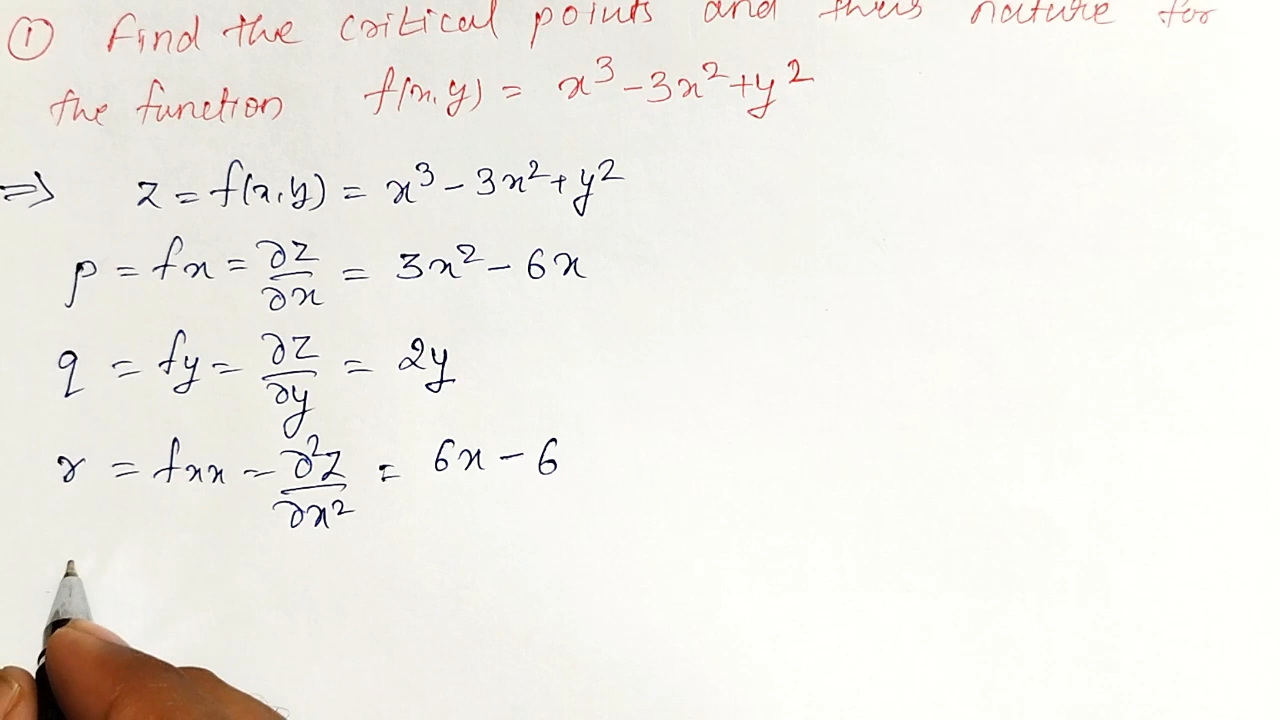 ① Find the critical points and thus nature for
the function f(x,y) = x³ - 3x² + y²
⇒ z = f(x,y) = x³ - 3x² + y²
p = fx = ∂z/∂x = 3x² - 6x
q = fy = ∂z/∂y = 2y
r = fxx = ∂²z/∂x² = 6x - 6